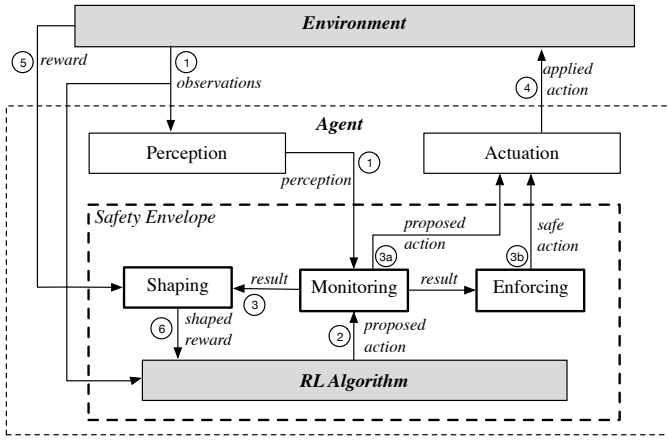 Environment
5
reward
1
observations
4
applied
action
Agent
Perception
perception
1
Actuation
Safety Envelope
proposed
action
3a
safe
action
3b
Shaping
result
3
Monitoring
result
Enforcing
6
shaped
reward
2
proposed
action
RL Algorithm